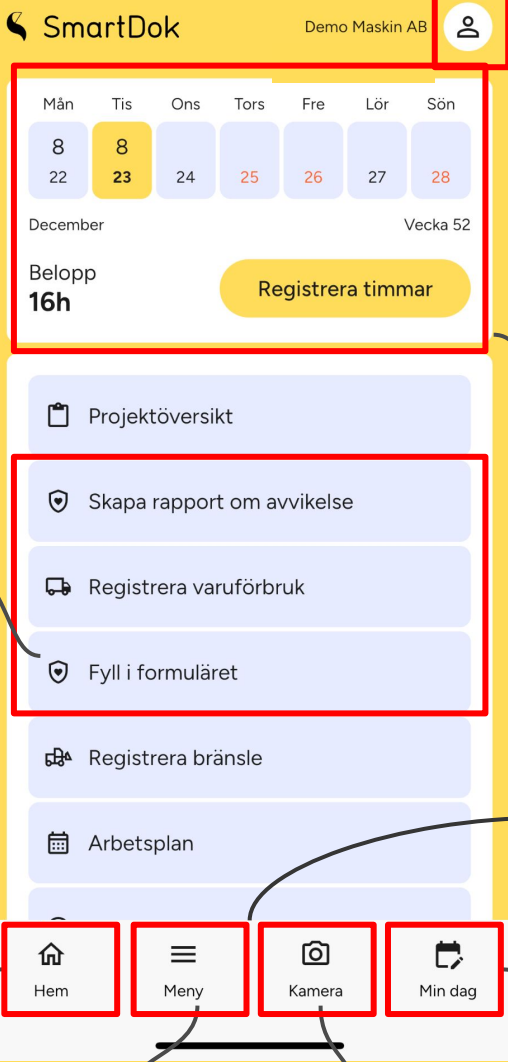 SmartDok
Demo Maskin AB
Mån Tis Ons Tors Fre Lör Sön
8 8
22 23 24 25 26 27 28
December Vecka 52
Belopp
16h
Registrera timmar
Projektöversikt
Skapa rapport om avvikelse
Registrera varuförbruk
Fyll i formuläret
Registrera bränsle
Arbetsplan
Hem Meny Kamera Min dag